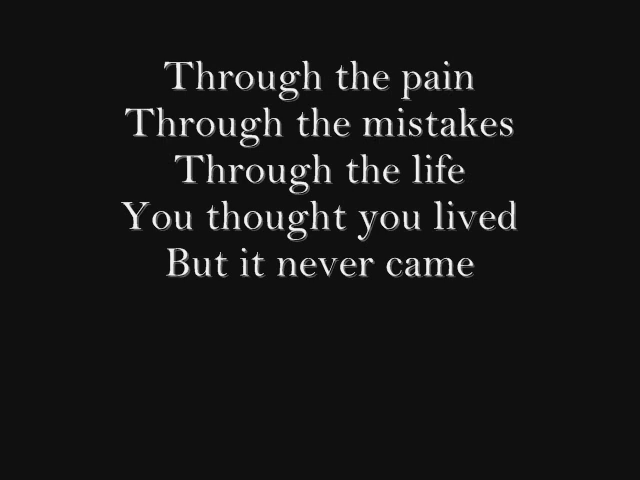 Through the pain
Through the mistakes
Through the life
You thought you lived
But it never came